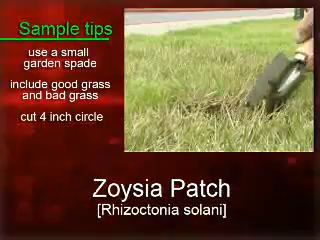 Sample tips
use a small
garden spade
include good grass
and bad grass
cut 4 inch circle
Zoysia Patch
[Rhizoctonia solani]